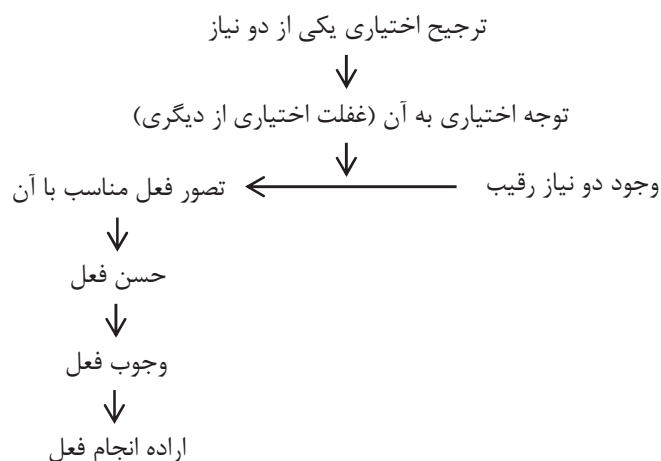 ترجیح اختیاری یکی از دو نیاز
توجه اختیاری به آن (غفلت اختیاری از دیگری)
وجود دو نیاز رقیب
تصور فعل مناسب با آن
حسن فعل
وجوب فعل
اراده انجام فعل